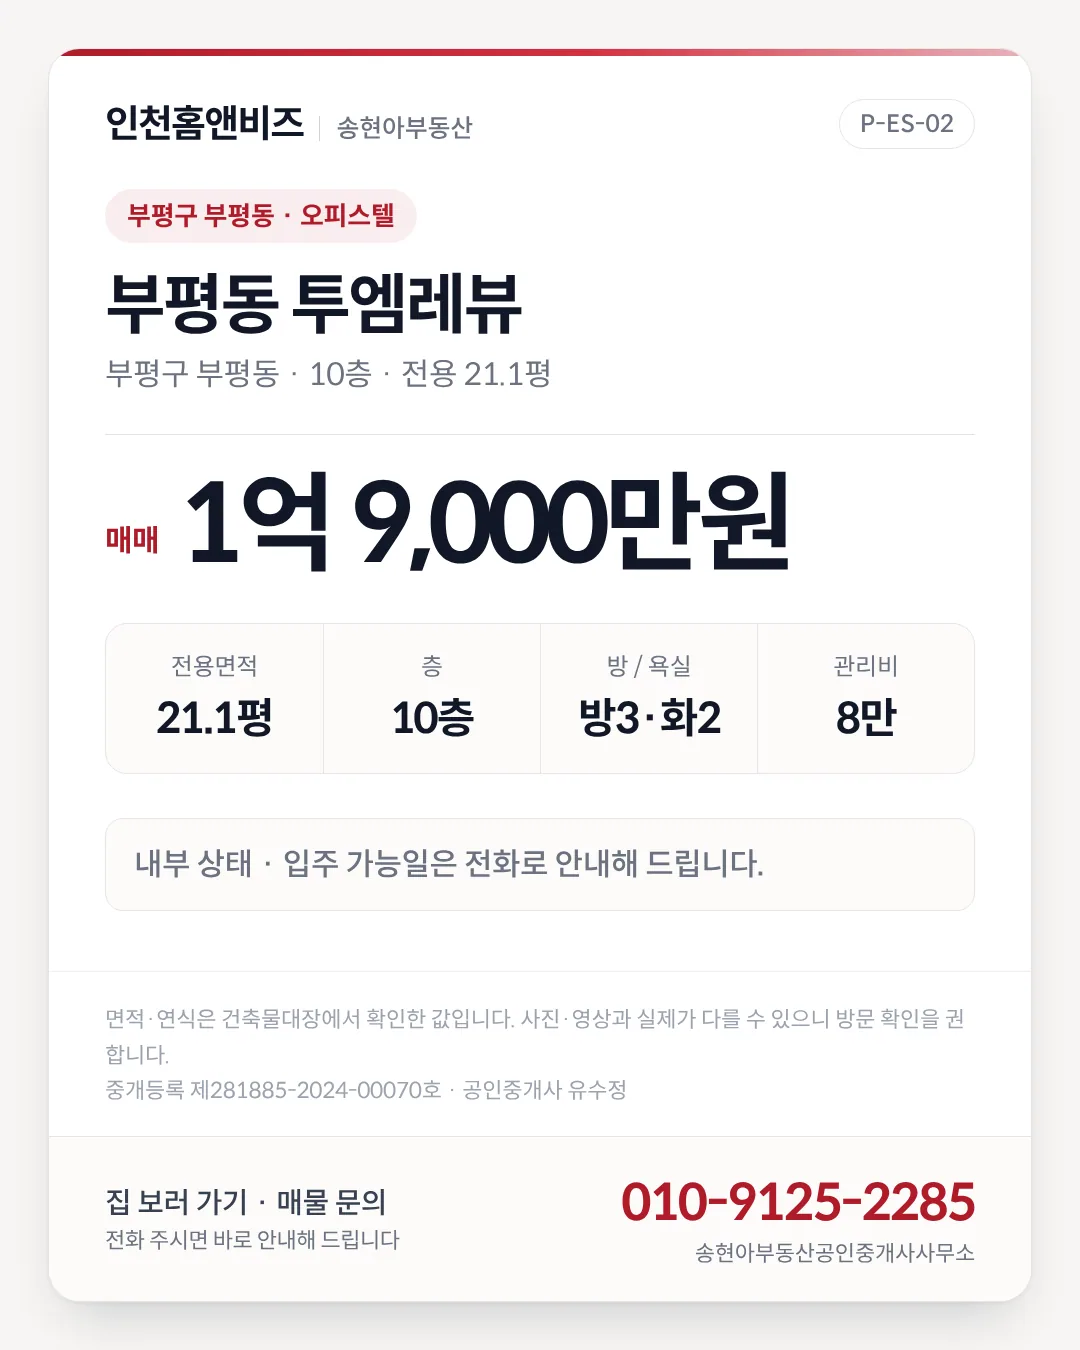 인천홈앤비즈 | 송현아부동산
P-ES-02
부평구 부평동 · 오피스텔
부평동 투엠레뷰
부평구 부평동 · 10층 · 전용 21.1평
매매 1억 9,000만원
전용면적 층 방 / 욕실 관리비
21.1평 10층 방3·화2 8만
내부 상태 · 입주 가능일은 전화로 안내해 드립니다.
면적·연식은 건축물대장에서 확인한 값입니다. 사진·영상과 실제가 다를 수 있으니 방문 확인을 권
합니다.
중개등록 제281885-2024-00070호 · 공인중개사 유수정
집 보러 가기 · 매물 문의
전화 주시면 바로 안내해 드립니다
010-9125-2285
송현아부동산공인중개사사무소